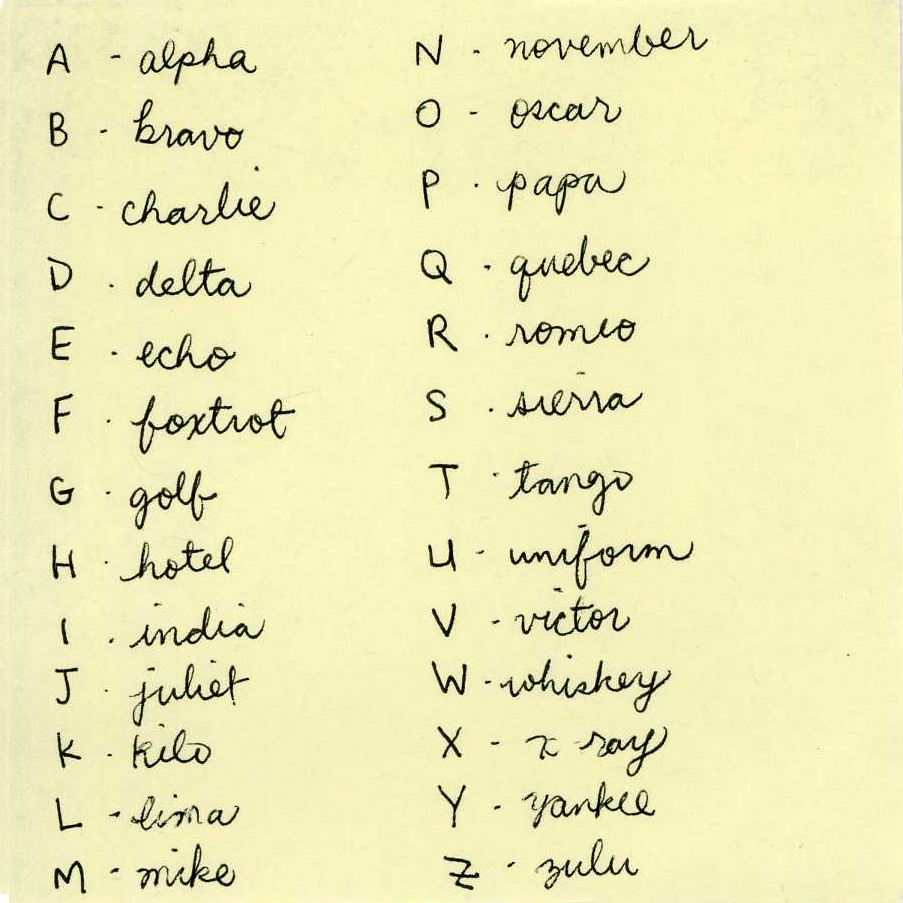 A - alpha
B - bravo
C - charlie
D - delta
E - echo
F - foxtrot
G - golf
H - hotel
I - india
J - juliet
K - kilo
L - lima
M - mike
N - november
O - oscar
P - papa
Q - quebec
R - romeo
S - sierra
T - tango
U - uniform
V - victor
W - whiskey
X - x ray
Y - yankee
Z - zulu